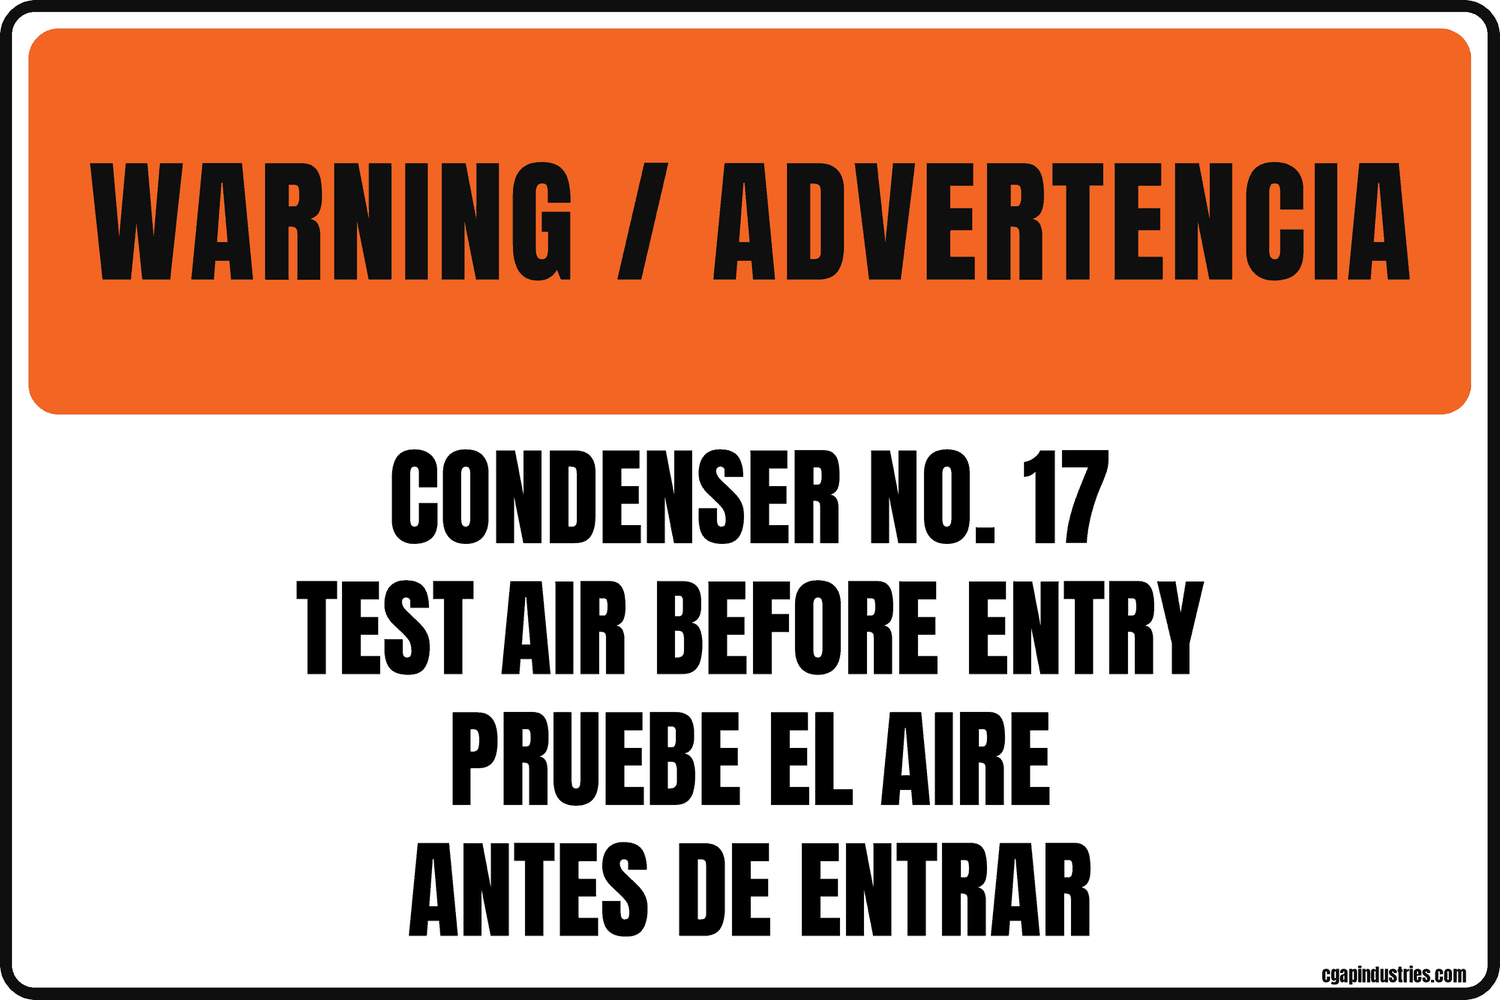 WARNING / ADVERTENCIA
CONDENSER NO. 17
TEST AIR BEFORE ENTRY
PRUEBE EL AIRE
ANTES DE ENTRAR
cgapindustries.com